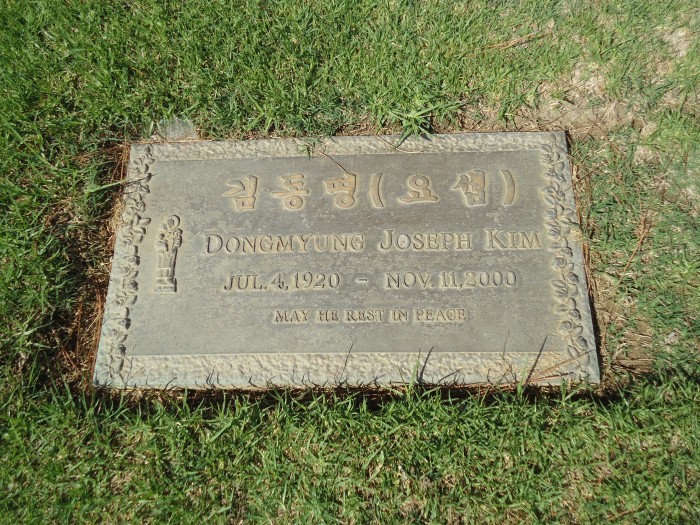 김동명(요셉)
DONGMYUNG JOSEPH KIM
JUL. 4, 1920 - NOV. 11, 2000
MAY HE REST IN PEACE